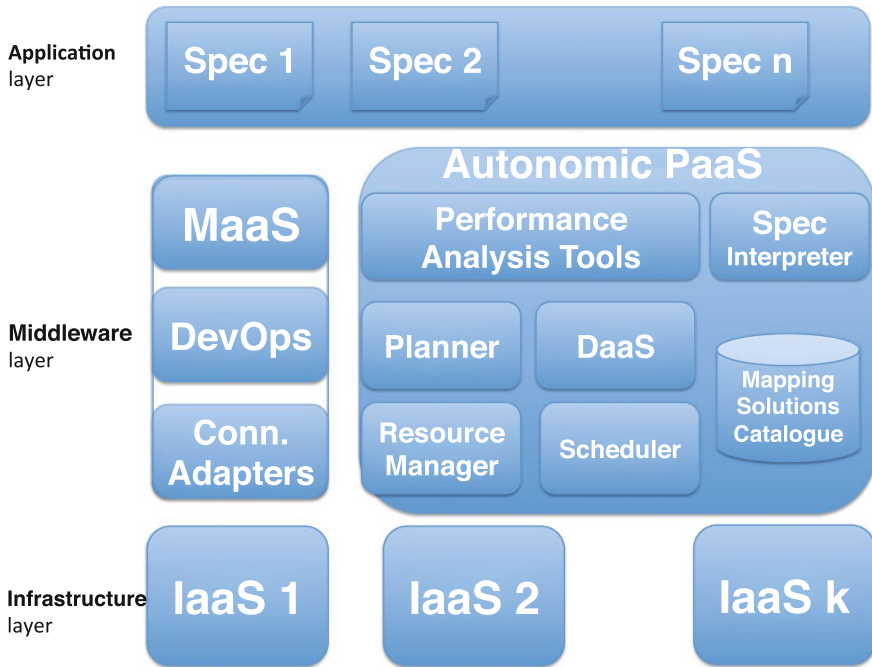 Application
layer
Spec 1
Spec 2
Spec n
Middleware
layer
MaaS
DevOps
Conn.
Adapters
Autonomic PaaS
Performance
Analysis Tools
Spec
Interpreter
Planner
DaaS
Mapping
Solutions
Catalogue
Resource
Manager
Scheduler
Infrastructure
layer
IaaS 1
IaaS 2
IaaS k